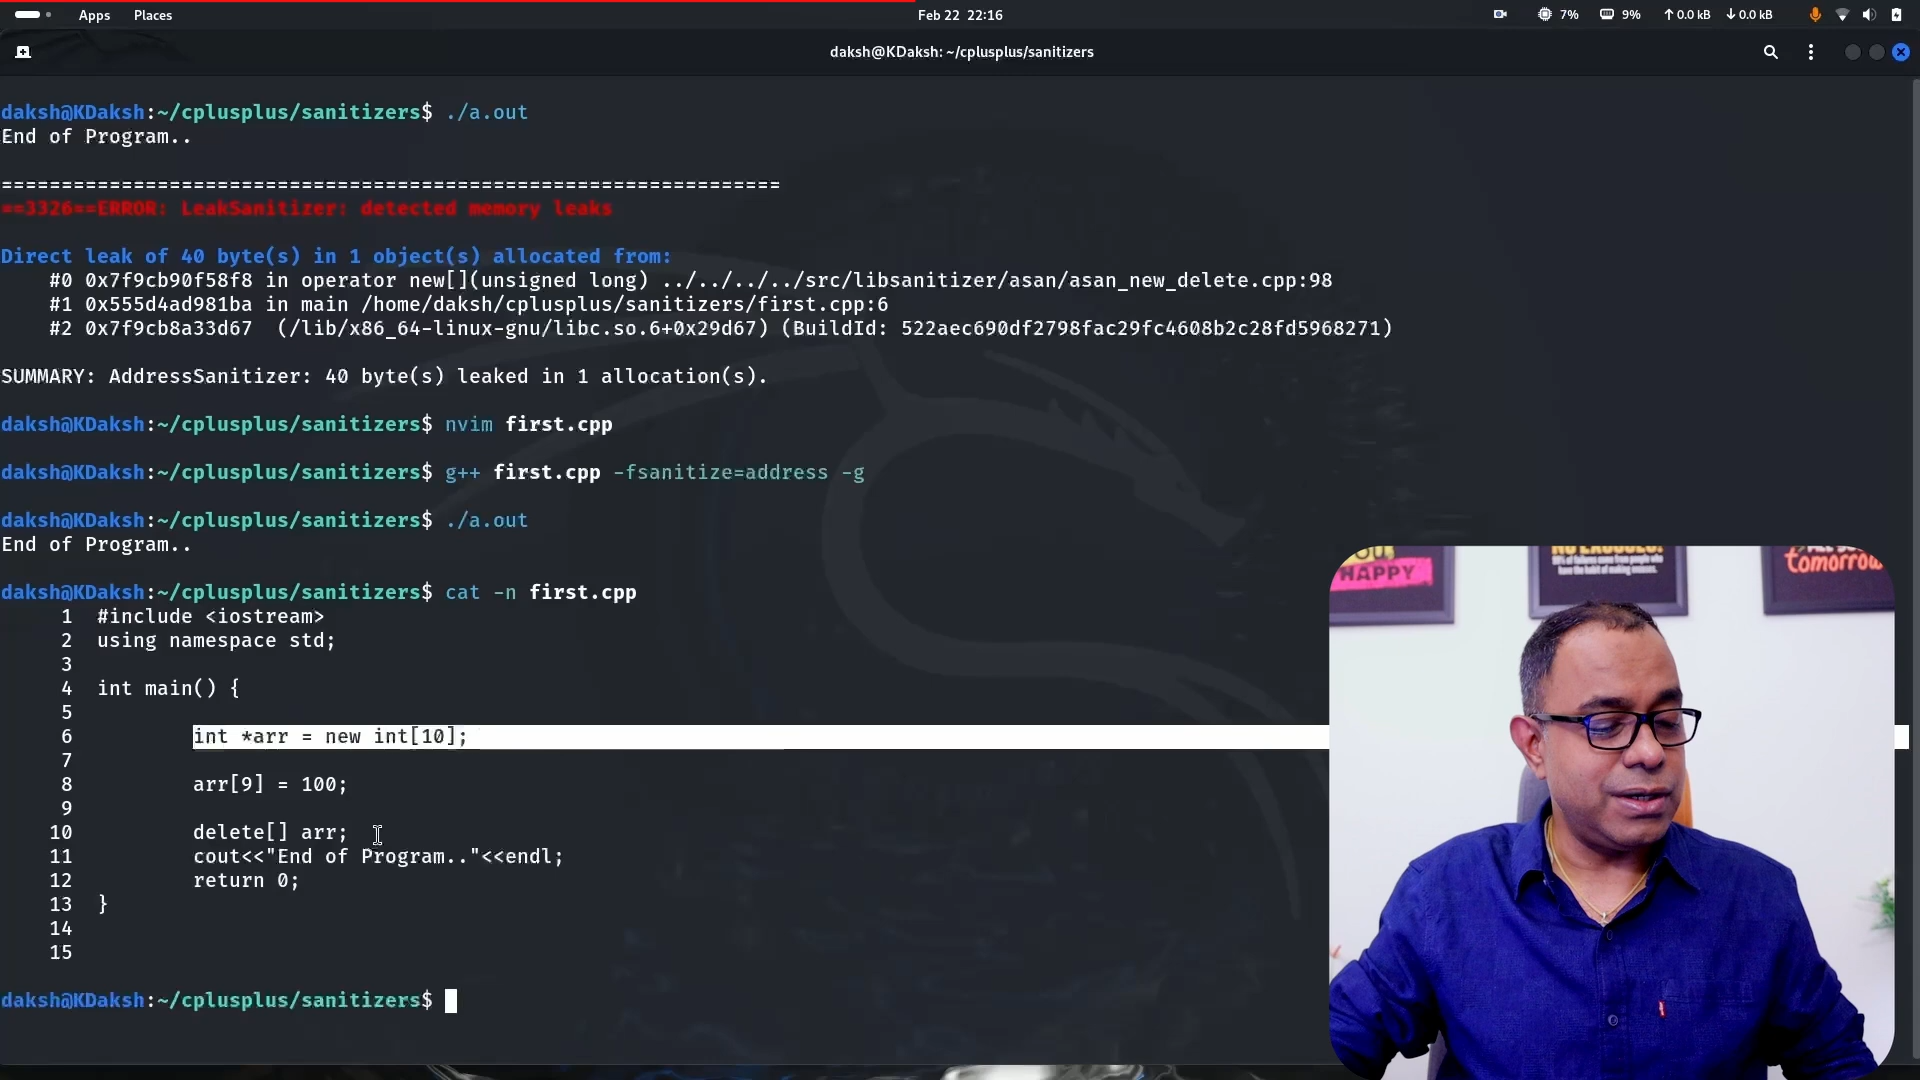 Apps Places Feb 22 22:16 7% 9% ↑0.0 kB ↓0.0 kB
daksh@KDaksh: ~/cplusplus/sanitizers
daksh@KDaksh:~/cplusplus/sanitizers$ ./a.out
End of Program..
=================================================================
==3326==ERROR: LeakSanitizer: detected memory leaks
Direct leak of 40 byte(s) in 1 object(s) allocated from:
#0 0x7f9cb90f58f8 in operator new[](unsigned long) ../../../../src/libsanitizer/asan/asan_new_delete.cpp:98
#1 0x555d4ad981ba in main /home/daksh/cplusplus/sanitizers/first.cpp:6
#2 0x7f9cb8a33d67  (/lib/x86_64-linux-gnu/libc.so.6+0x29d67) (BuildId: 522aec690df2798fac29fc4608b2c28fd5968271)
SUMMARY: AddressSanitizer: 40 byte(s) leaked in 1 allocation(s).
daksh@KDaksh:~/cplusplus/sanitizers$ nvim first.cpp
daksh@KDaksh:~/cplusplus/sanitizers$ g++ first.cpp -fsanitize=address -g
daksh@KDaksh:~/cplusplus/sanitizers$ ./a.out
End of Program..
daksh@KDaksh:~/cplusplus/sanitizers$ cat -n first.cpp
1 #include <iostream>
2 using namespace std;
3
4 int main() {
5
6 int *arr = new int[10];
7
8 arr[9] = 100;
9
10 delete[] arr;
11 cout<<"End of Program.."<<endl;
12 return 0;
13 }
14
15
daksh@KDaksh:~/cplusplus/sanitizers$
YOU,
HAPPY
tomorrow